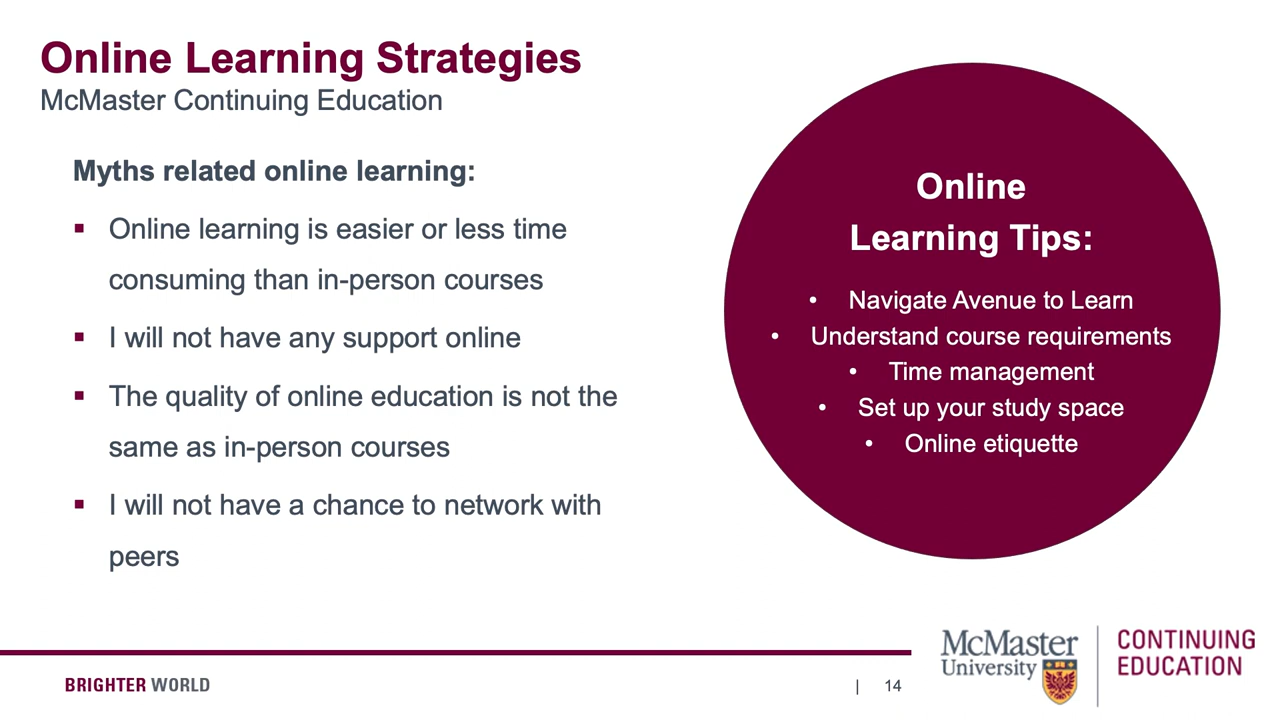 Online Learning Strategies
McMaster Continuing Education
Myths related online learning:
▪ Online learning is easier or less time
consuming than in-person courses
▪ I will not have any support online
▪ The quality of online education is not the
same as in-person courses
▪ I will not have a chance to network with
peers
Online
Learning Tips:
• Navigate Avenue to Learn
• Understand course requirements
• Time management
• Set up your study space
• Online etiquette
BRIGHTER WORLD
| 14
McMaster
University
CONTINUING
EDUCATION